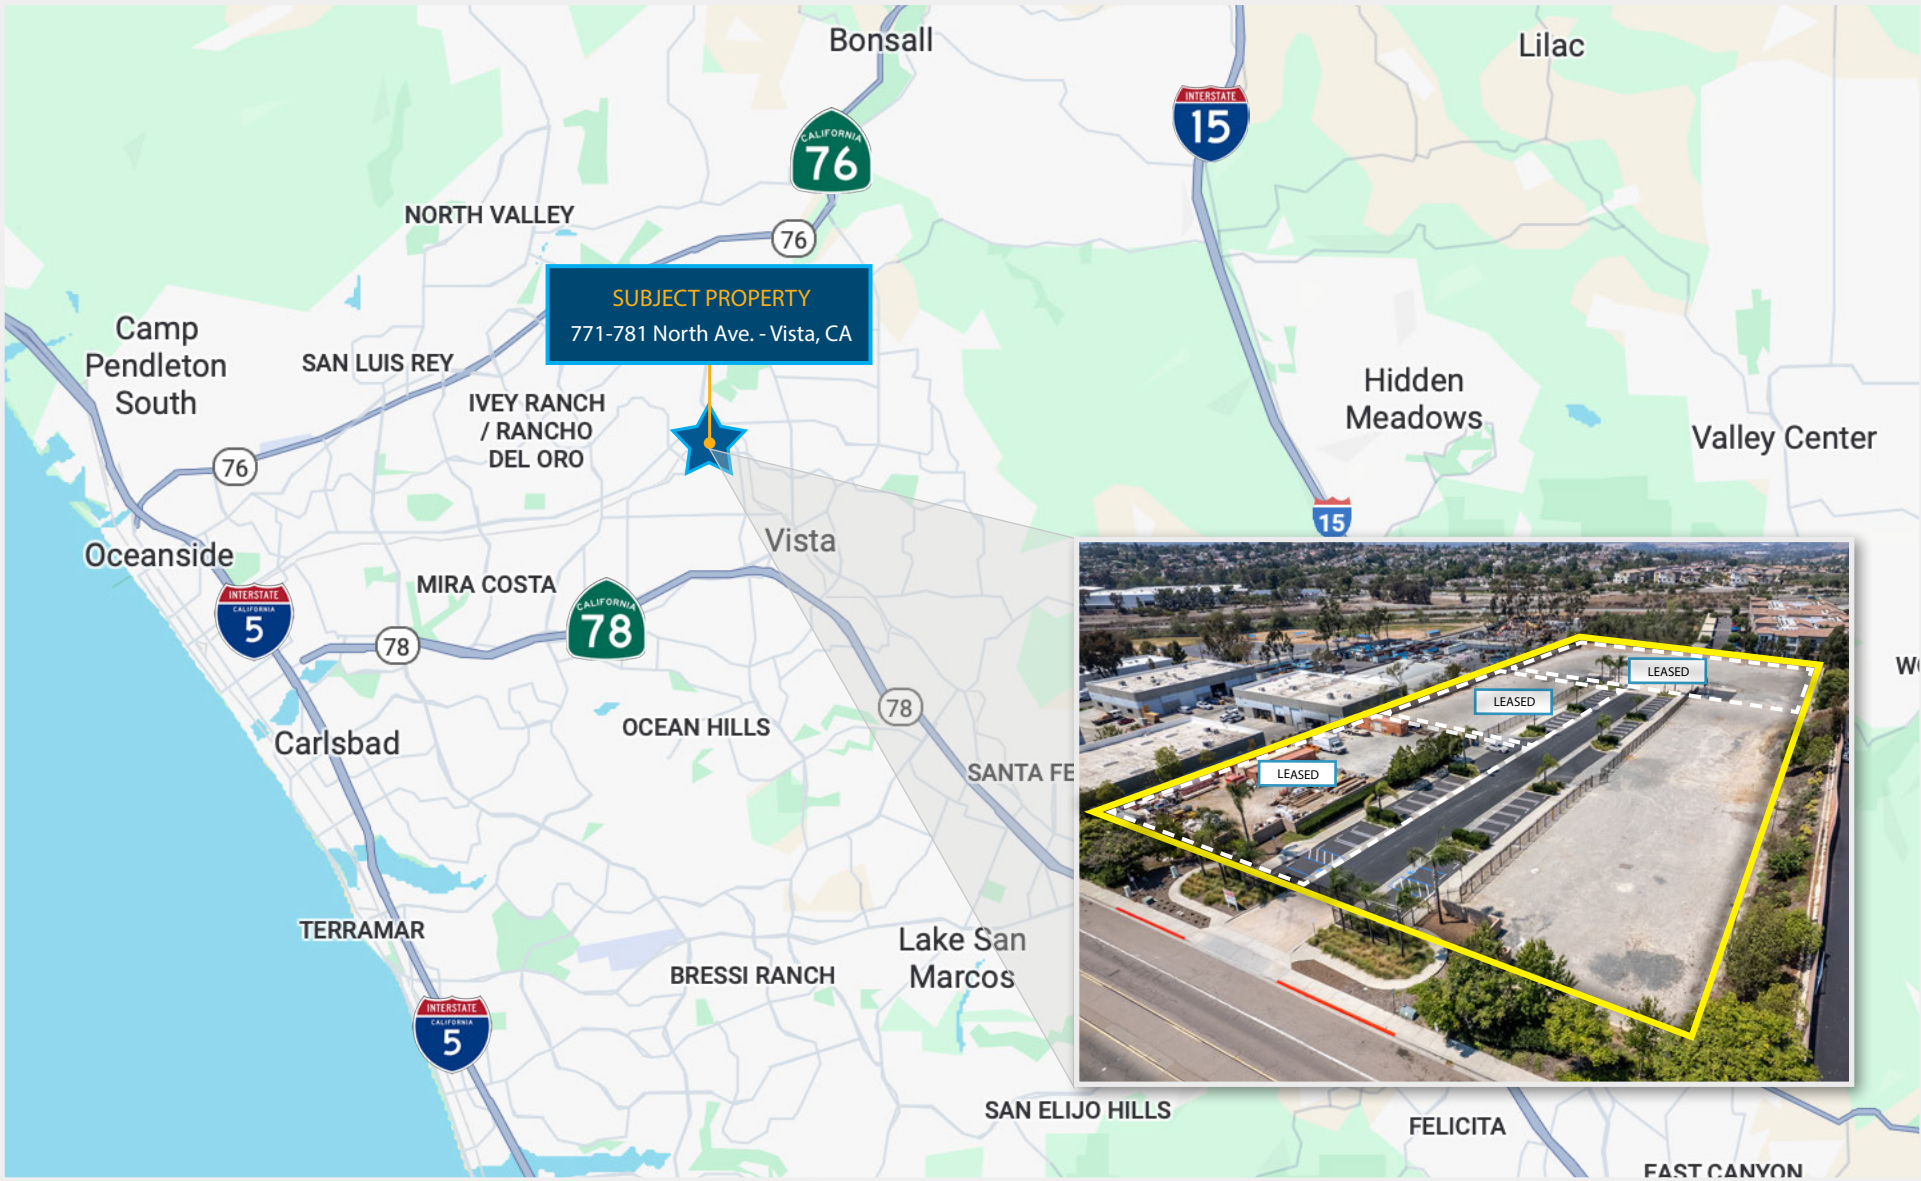 Bonsall
Lilac
INTERSTATE
15
CALIFORNIA
76
NORTH VALLEY
76
SUBJECT PROPERTY
771-781 North Ave. - Vista, CA
Camp
Pendleton
South
SAN LUIS REY
IVEY RANCH
/ RANCHO
DEL ORO
76
Hidden
Meadows
Valley Center
15
Oceanside
Vista
MIRA COSTA
INTERSTATE
CALIFORNIA
5
CALIFORNIA
78
78
78
LEASED
LEASED
LEASED
OCEAN HILLS
Carlsbad
SANTA FE
TERRAMAR
Lake San
Marcos
BRESSI RANCH
INTERSTATE
CALIFORNIA
5
SAN ELIJO HILLS
FELICITA
EAST CANYON